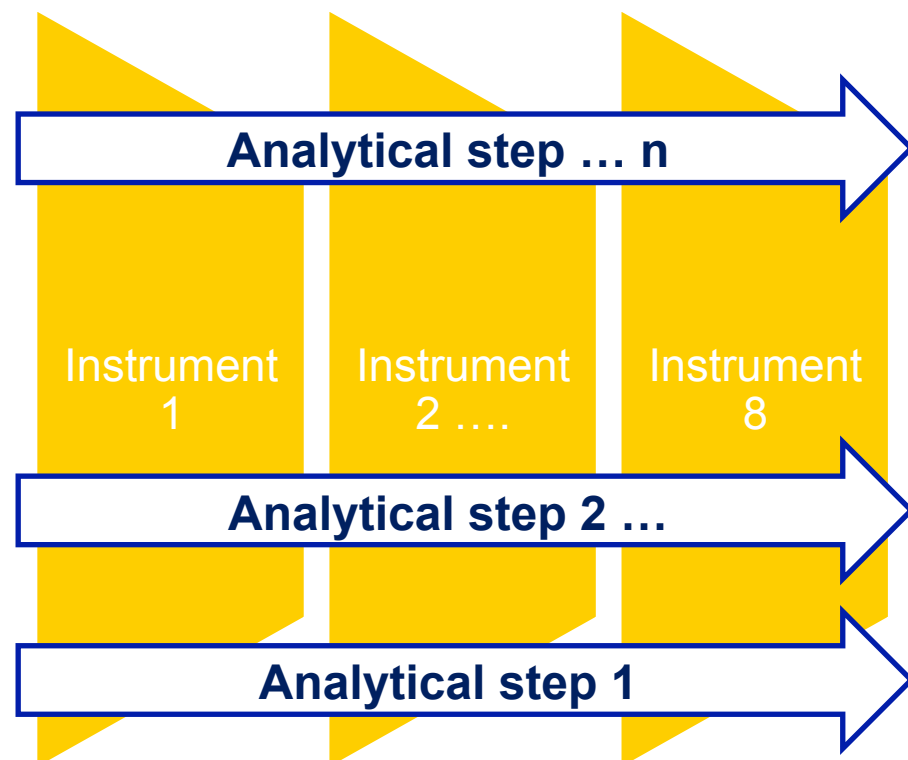 Analytical step … n
Instrument
1
Instrument
2 ….
Instrument
8
Analytical step 2 …
Analytical step 1